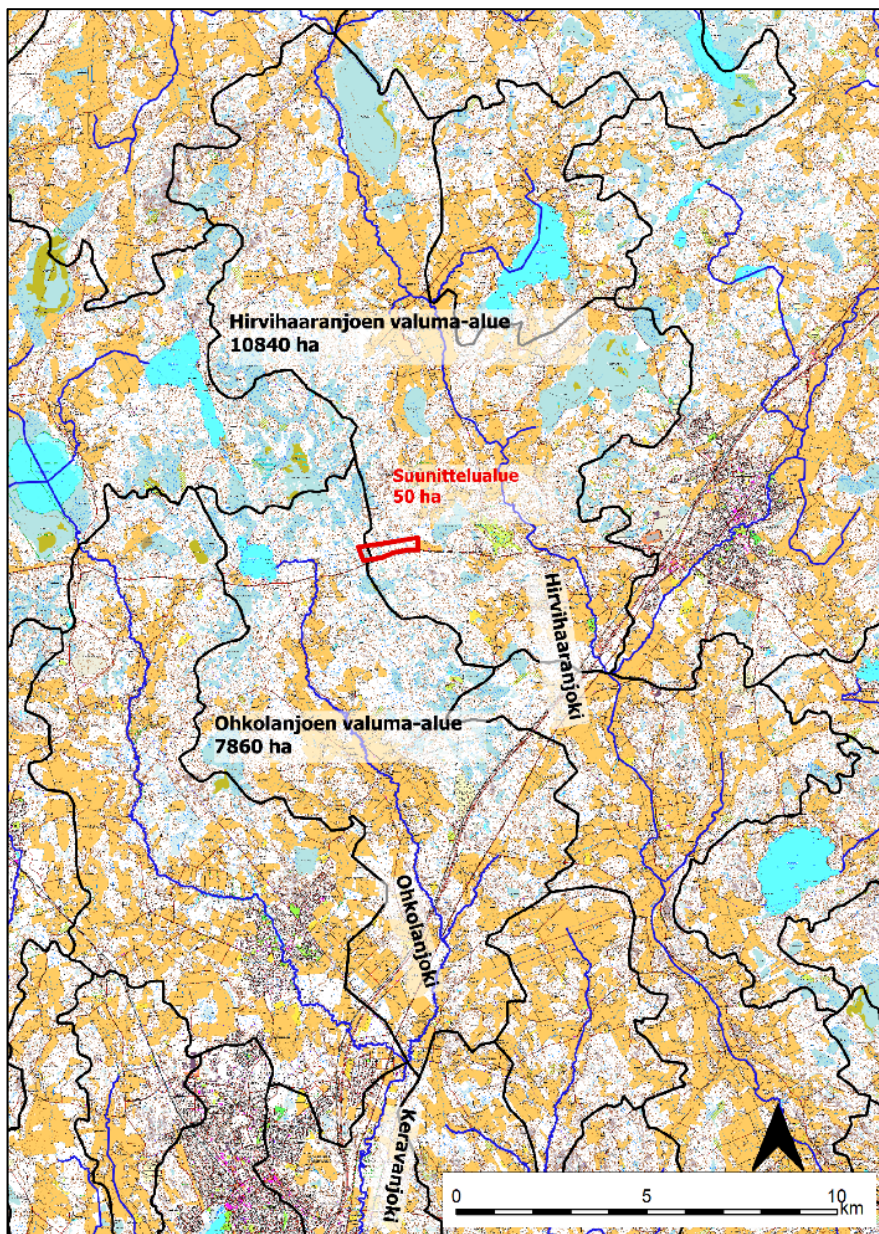 Hirvihaaranjoen valuma-alue
10840 ha
Suunittelualue
50 ha
Hirvihaaranjoki
Ohkolanjoen valuma-alue
7860 ha
Ohkolanjoki
Keravanjoki
0 5 10
km